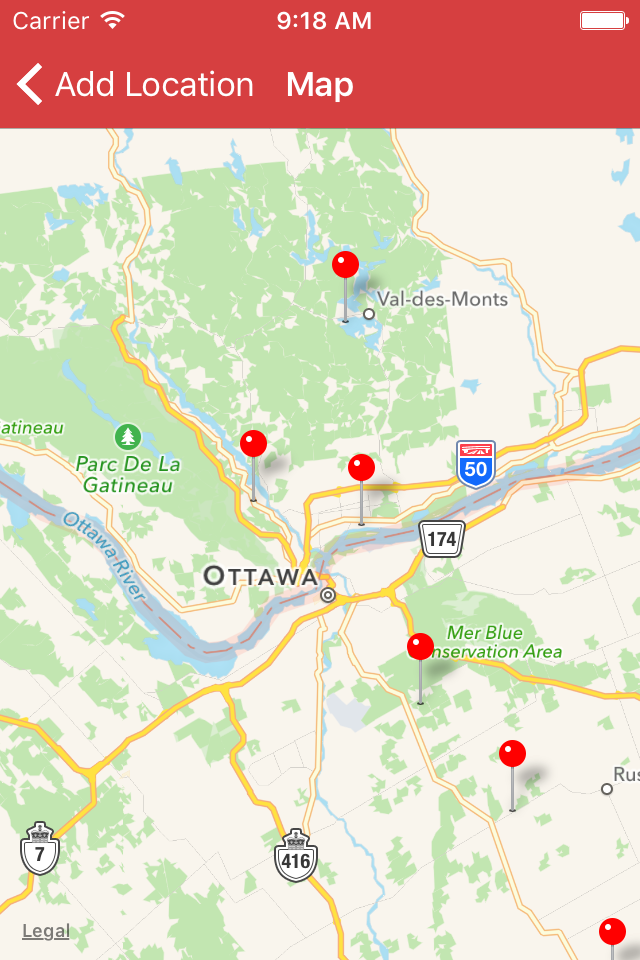 Carrier 9:18 AM
Add Location Map
Val-des-Monts
atineau
Parc De La
Gatineau
50
174
Ottawa River
OTTAWA
Mer Blue
nservation Area
Rus
7
416
Legal